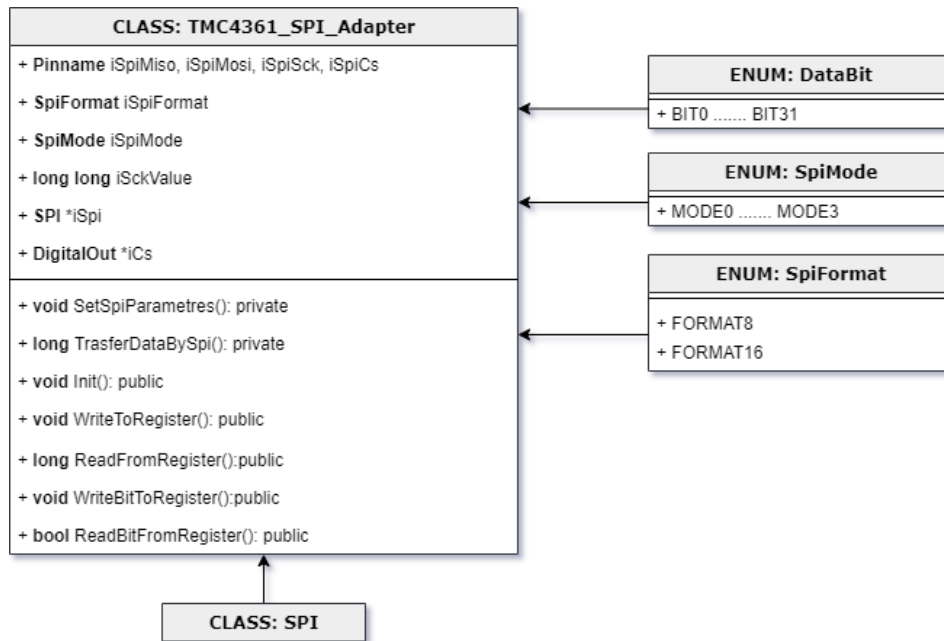 CLASS: TMC4361_SPI_Adapter
+ Pinname iSpiMiso, iSpiMosi, iSpiSck, iSpiCs
+ SpiFormat iSpiFormat
+ SpiMode iSpiMode
+ long long iSckValue
+ SPI *iSpi
+ DigitalOut *iCs
+ void SetSpiParametres(): private
+ long TrasferDataBySpi(): private
+ void Init(): public
+ void WriteToRegister(): public
+ long ReadFromRegister():public
+ void WriteBitToRegister():public
+ bool ReadBitFromRegister(): public
ENUM: DataBit
+ BIT0 ....... BIT31
ENUM: SpiMode
+ MODE0 ....... MODE3
ENUM: SpiFormat
+ FORMAT8
+ FORMAT16
CLASS: SPI